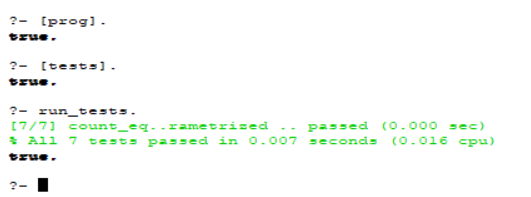 ?- [prog].
true.
?- [tests].
true.
?- run_tests.
[7/7] count_eq..rametrized .. passed (0.000 sec)
% All 7 tests passed in 0.007 seconds (0.016 cpu)
true.
?-